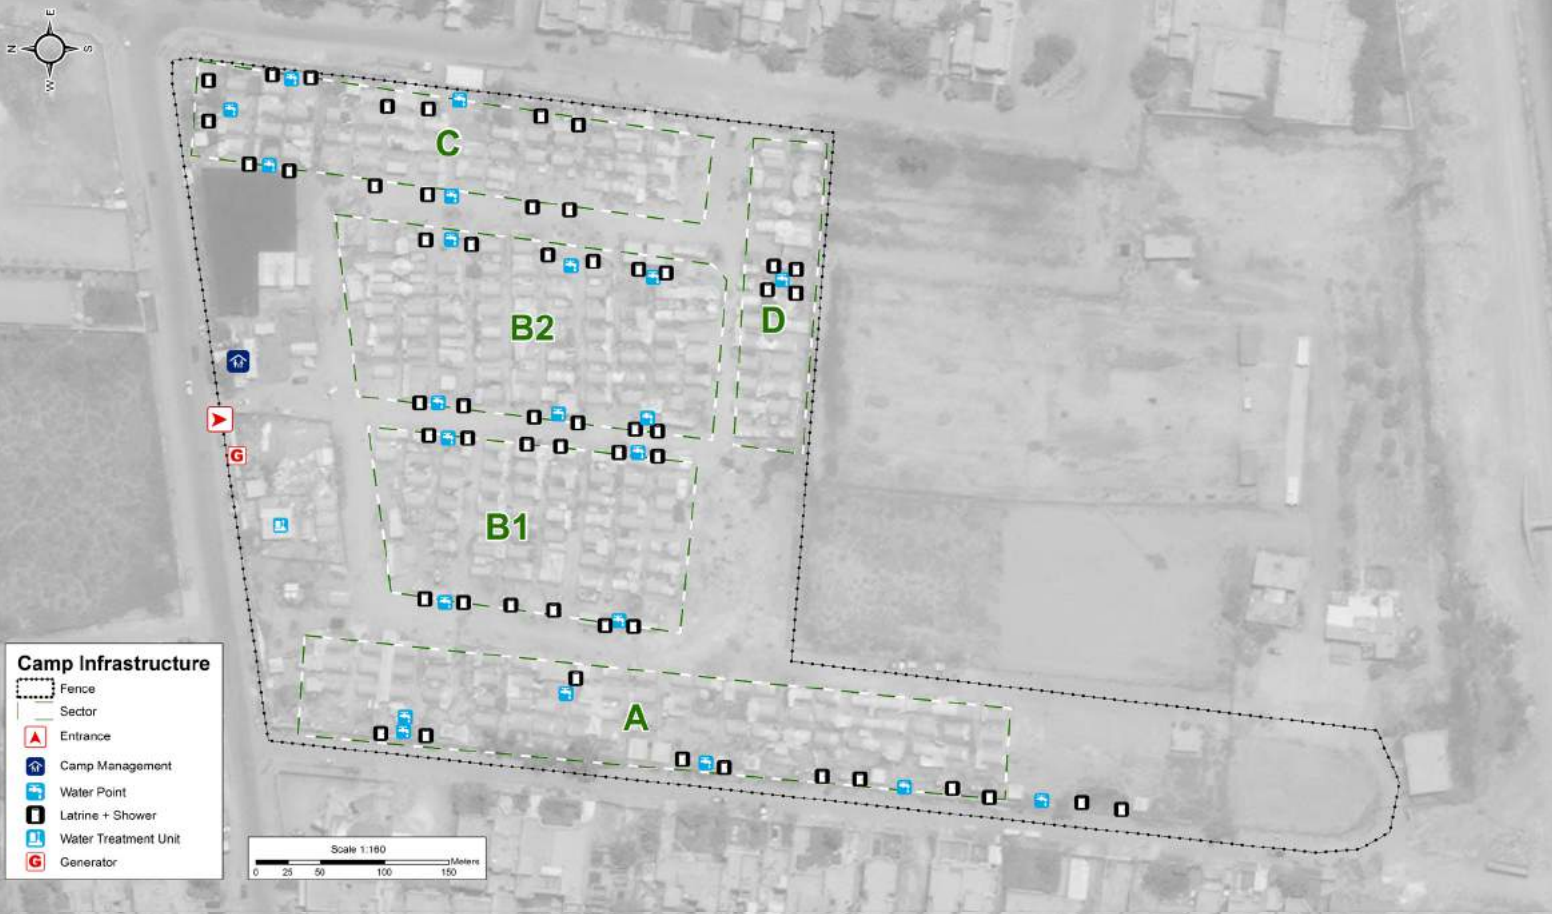 E
N
S
W
C
B2
D
G
B1
A
Camp Infrastructure
Fence
Sector
Entrance
Camp Management
Water Point
Latrine + Shower
Water Treatment Unit
G Generator
Scale 1:160
Meters
0 25 50 100 150